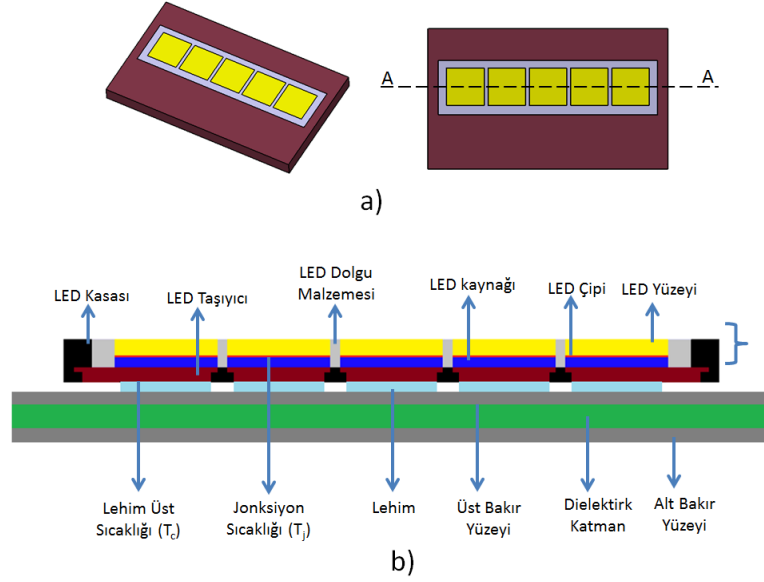 A
A
a)
LED Kasası
LED Taşıyıcı
LED Dolgu
Malzemesi
LED kaynağı
LED Çipi
LED Yüzeyi
Lehim Üst
Sıcaklığı (Tc)
Jonksiyon
Sıcaklığı (Tj)
Lehim
Üst Bakır
Yüzeyi
Dielektirk
Katman
Alt Bakır
Yüzeyi
b)